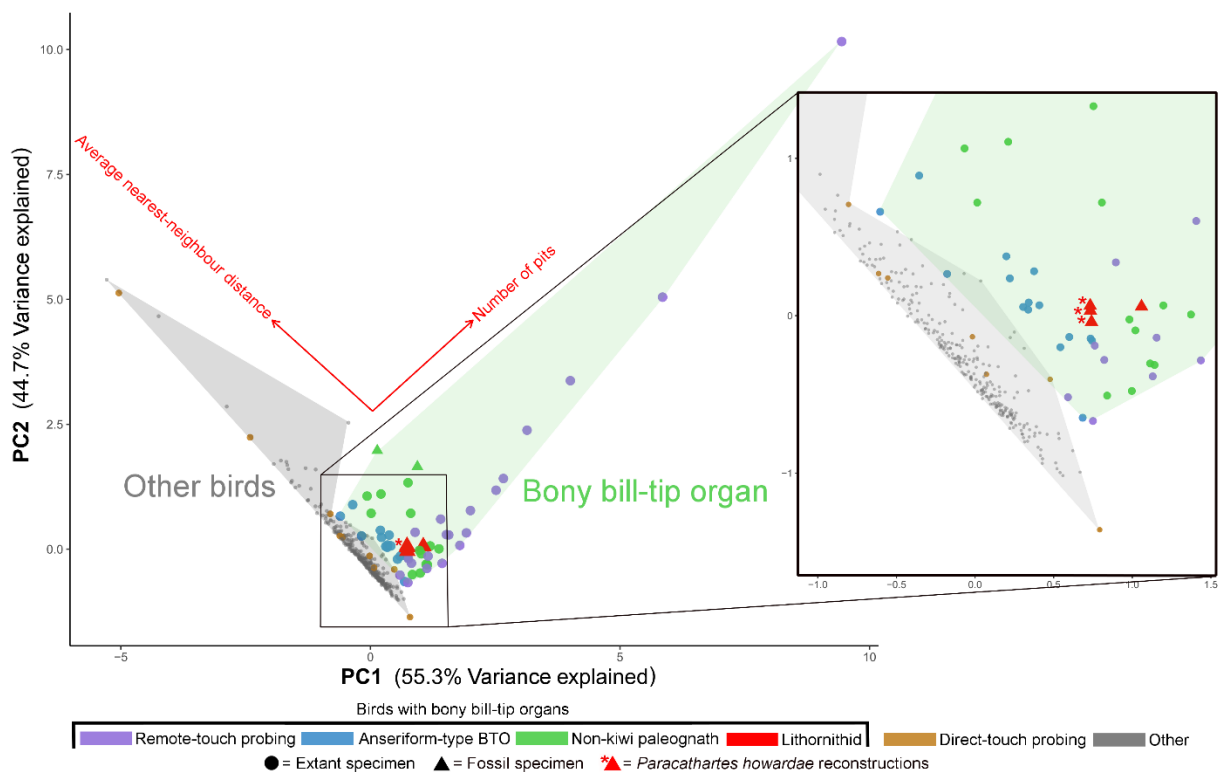 10.0
7.5
5.0
2.5
0.0
PC2 (44.7% Variance explained)
Average nearest-neighbour distance
Number of pits
Other birds
Bony bill-tip organ
*
1
0
−1
*
*
*
−1.0
−0.5
0.0
0.5
1.0
1.5
−5
0
5
10
PC1 (55.3% Variance explained)
Birds with bony bill-tip organs
Remote-touch probing Anseriform-type BTO Non-kiwi paleognath Lithornithid Direct-touch probing Other
= Extant specimen = Fossil specimen * = Paracathartes howardae reconstructions